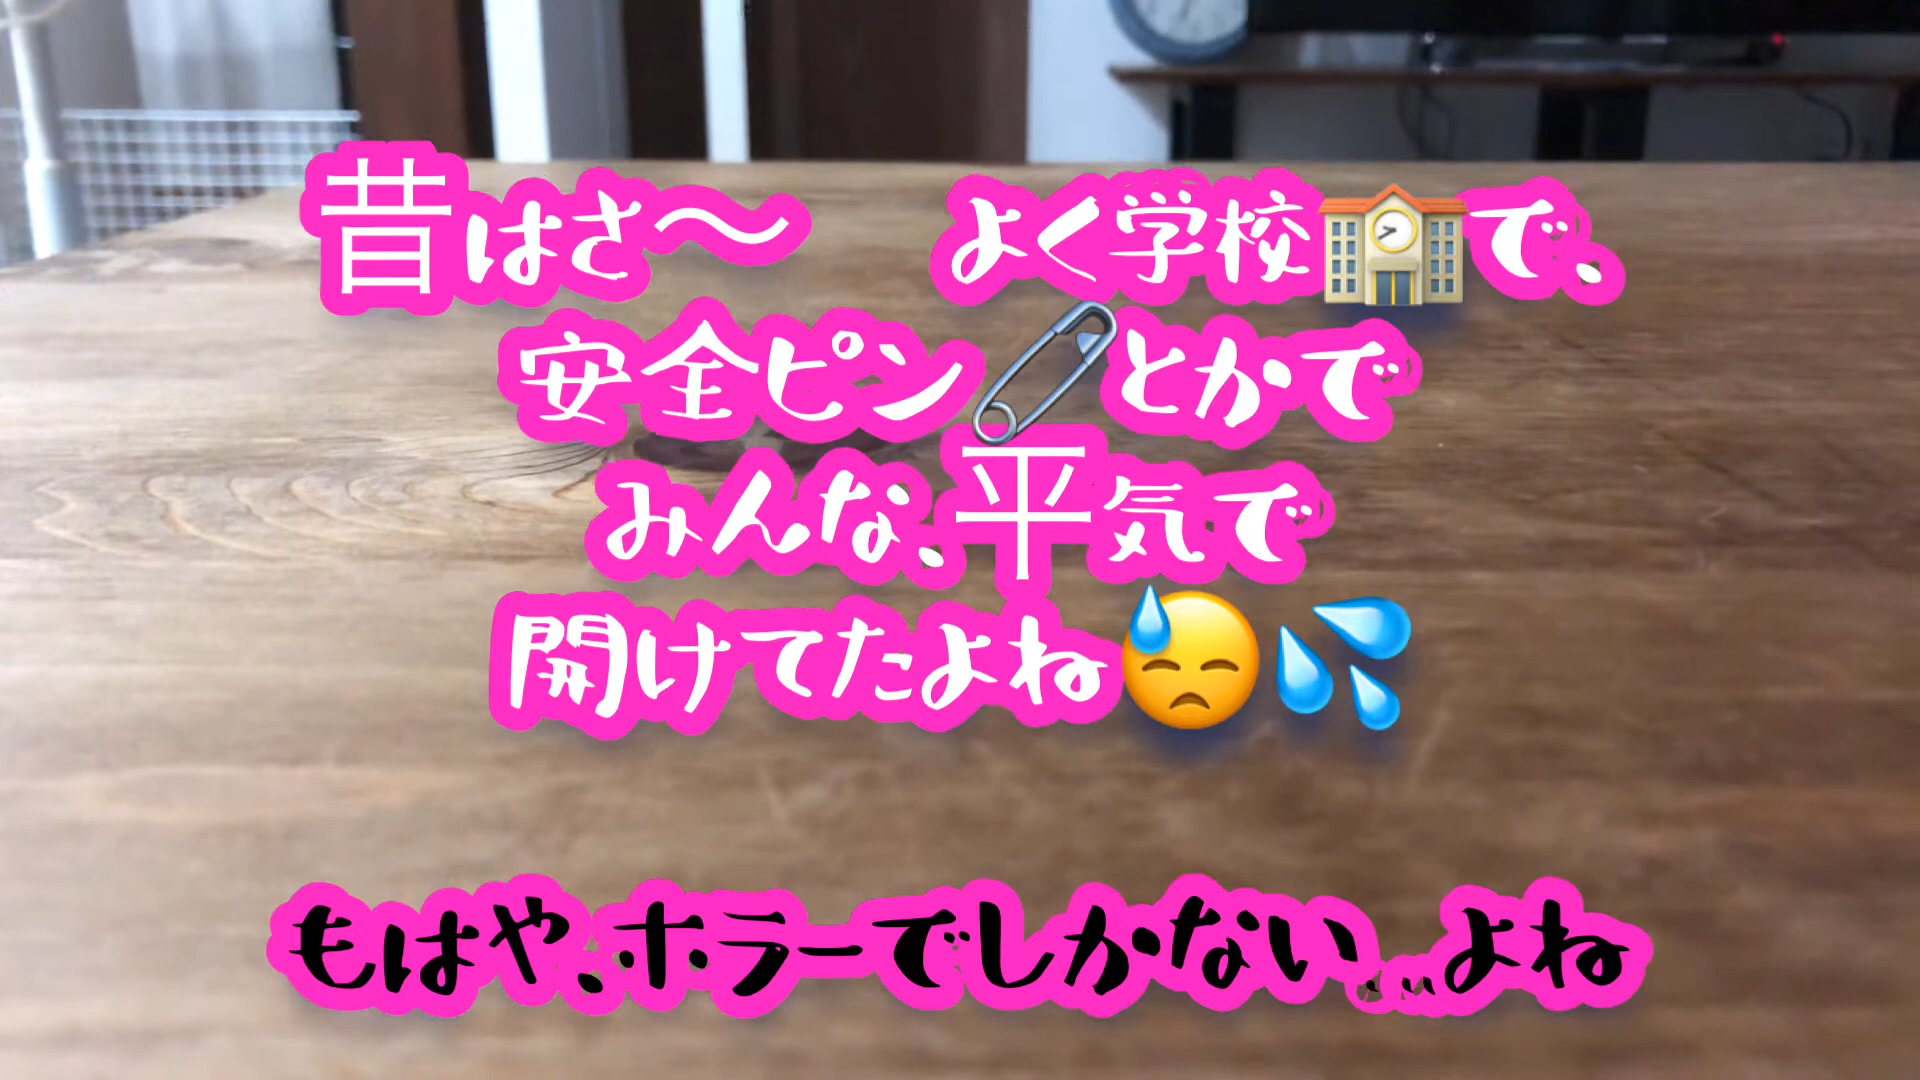 昔はさ〜　よく学校🏫で、
安全ピン🧷とかで
みんな、平気で
開けてたよね😓💦
もはや、ホラーでしかない...よね